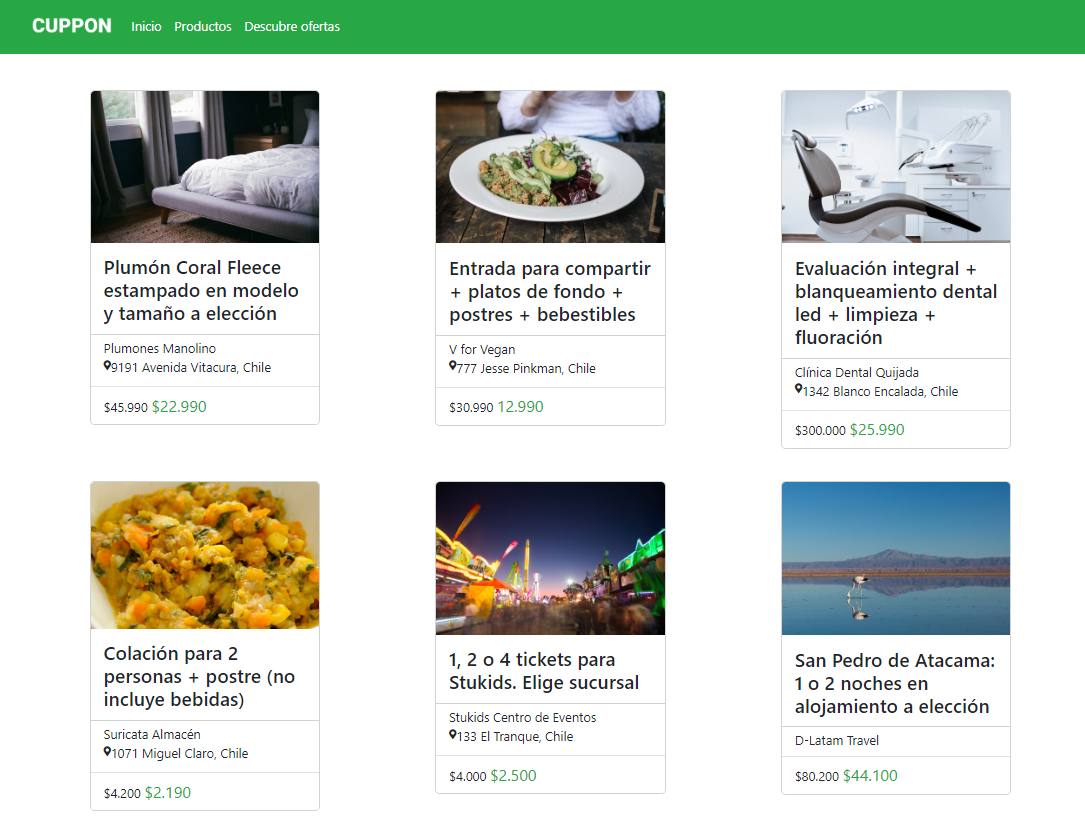 CUPPON Inicio Productos Descubre ofertas
Plumón Coral Fleece
estampado en modelo
y tamaño a elección
Plumones Manolino
9191 Avenida Vitacura, Chile
$45.990 $22.990
Entrada para compartir
+ platos de fondo +
postres + bebestibles
V for Vegan
777 Jesse Pinkman, Chile
$30.990 12.990
Evaluación integral +
blanqueamiento dental
led + limpieza +
fluoración
Clínica Dental Quijada
1342 Blanco Encalada, Chile
$300.000 $25.990
Colación para 2
personas + postre (no
incluye bebidas)
Suricata Almacén
1071 Miguel Claro, Chile
$4.200 $2.190
1, 2 o 4 tickets para
Stukids. Elige sucursal
Stukids Centro de Eventos
133 El Tranque, Chile
$4.000 $2.500
San Pedro de Atacama:
1 o 2 noches en
alojamiento a elección
D-Latam Travel
$80.200 $44.100